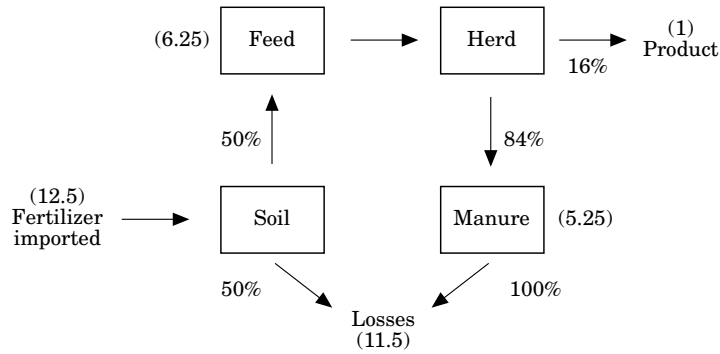 (1)
(6.25) Feed Herd Product
16%
50% 84%
(12.5)
Fertilizer Soil Manure (5.25)
imported
50% 100%
Losses
(11.5)